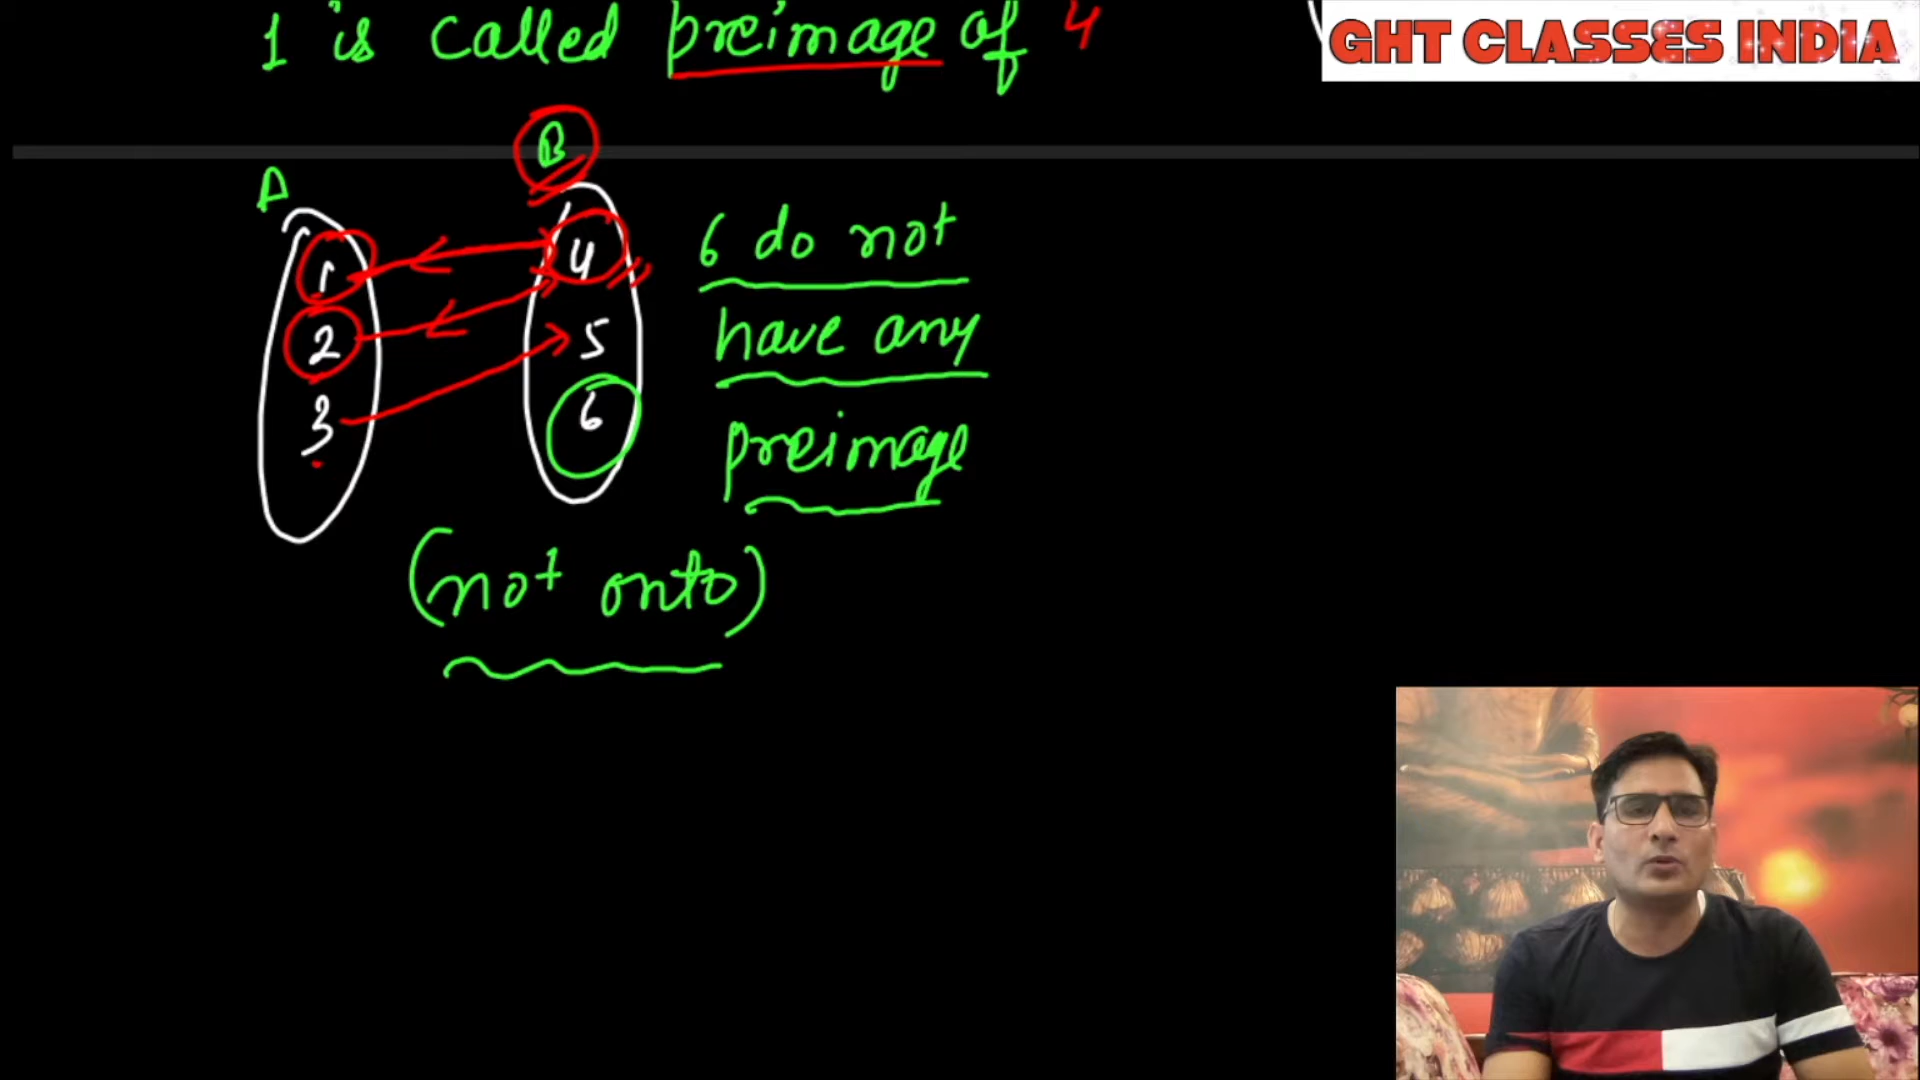 1 is called preimage of 4
GHT CLASSES INDIA
A
B
1
2
3
4
5
6
6 do not
have any
preimage
(not onto)